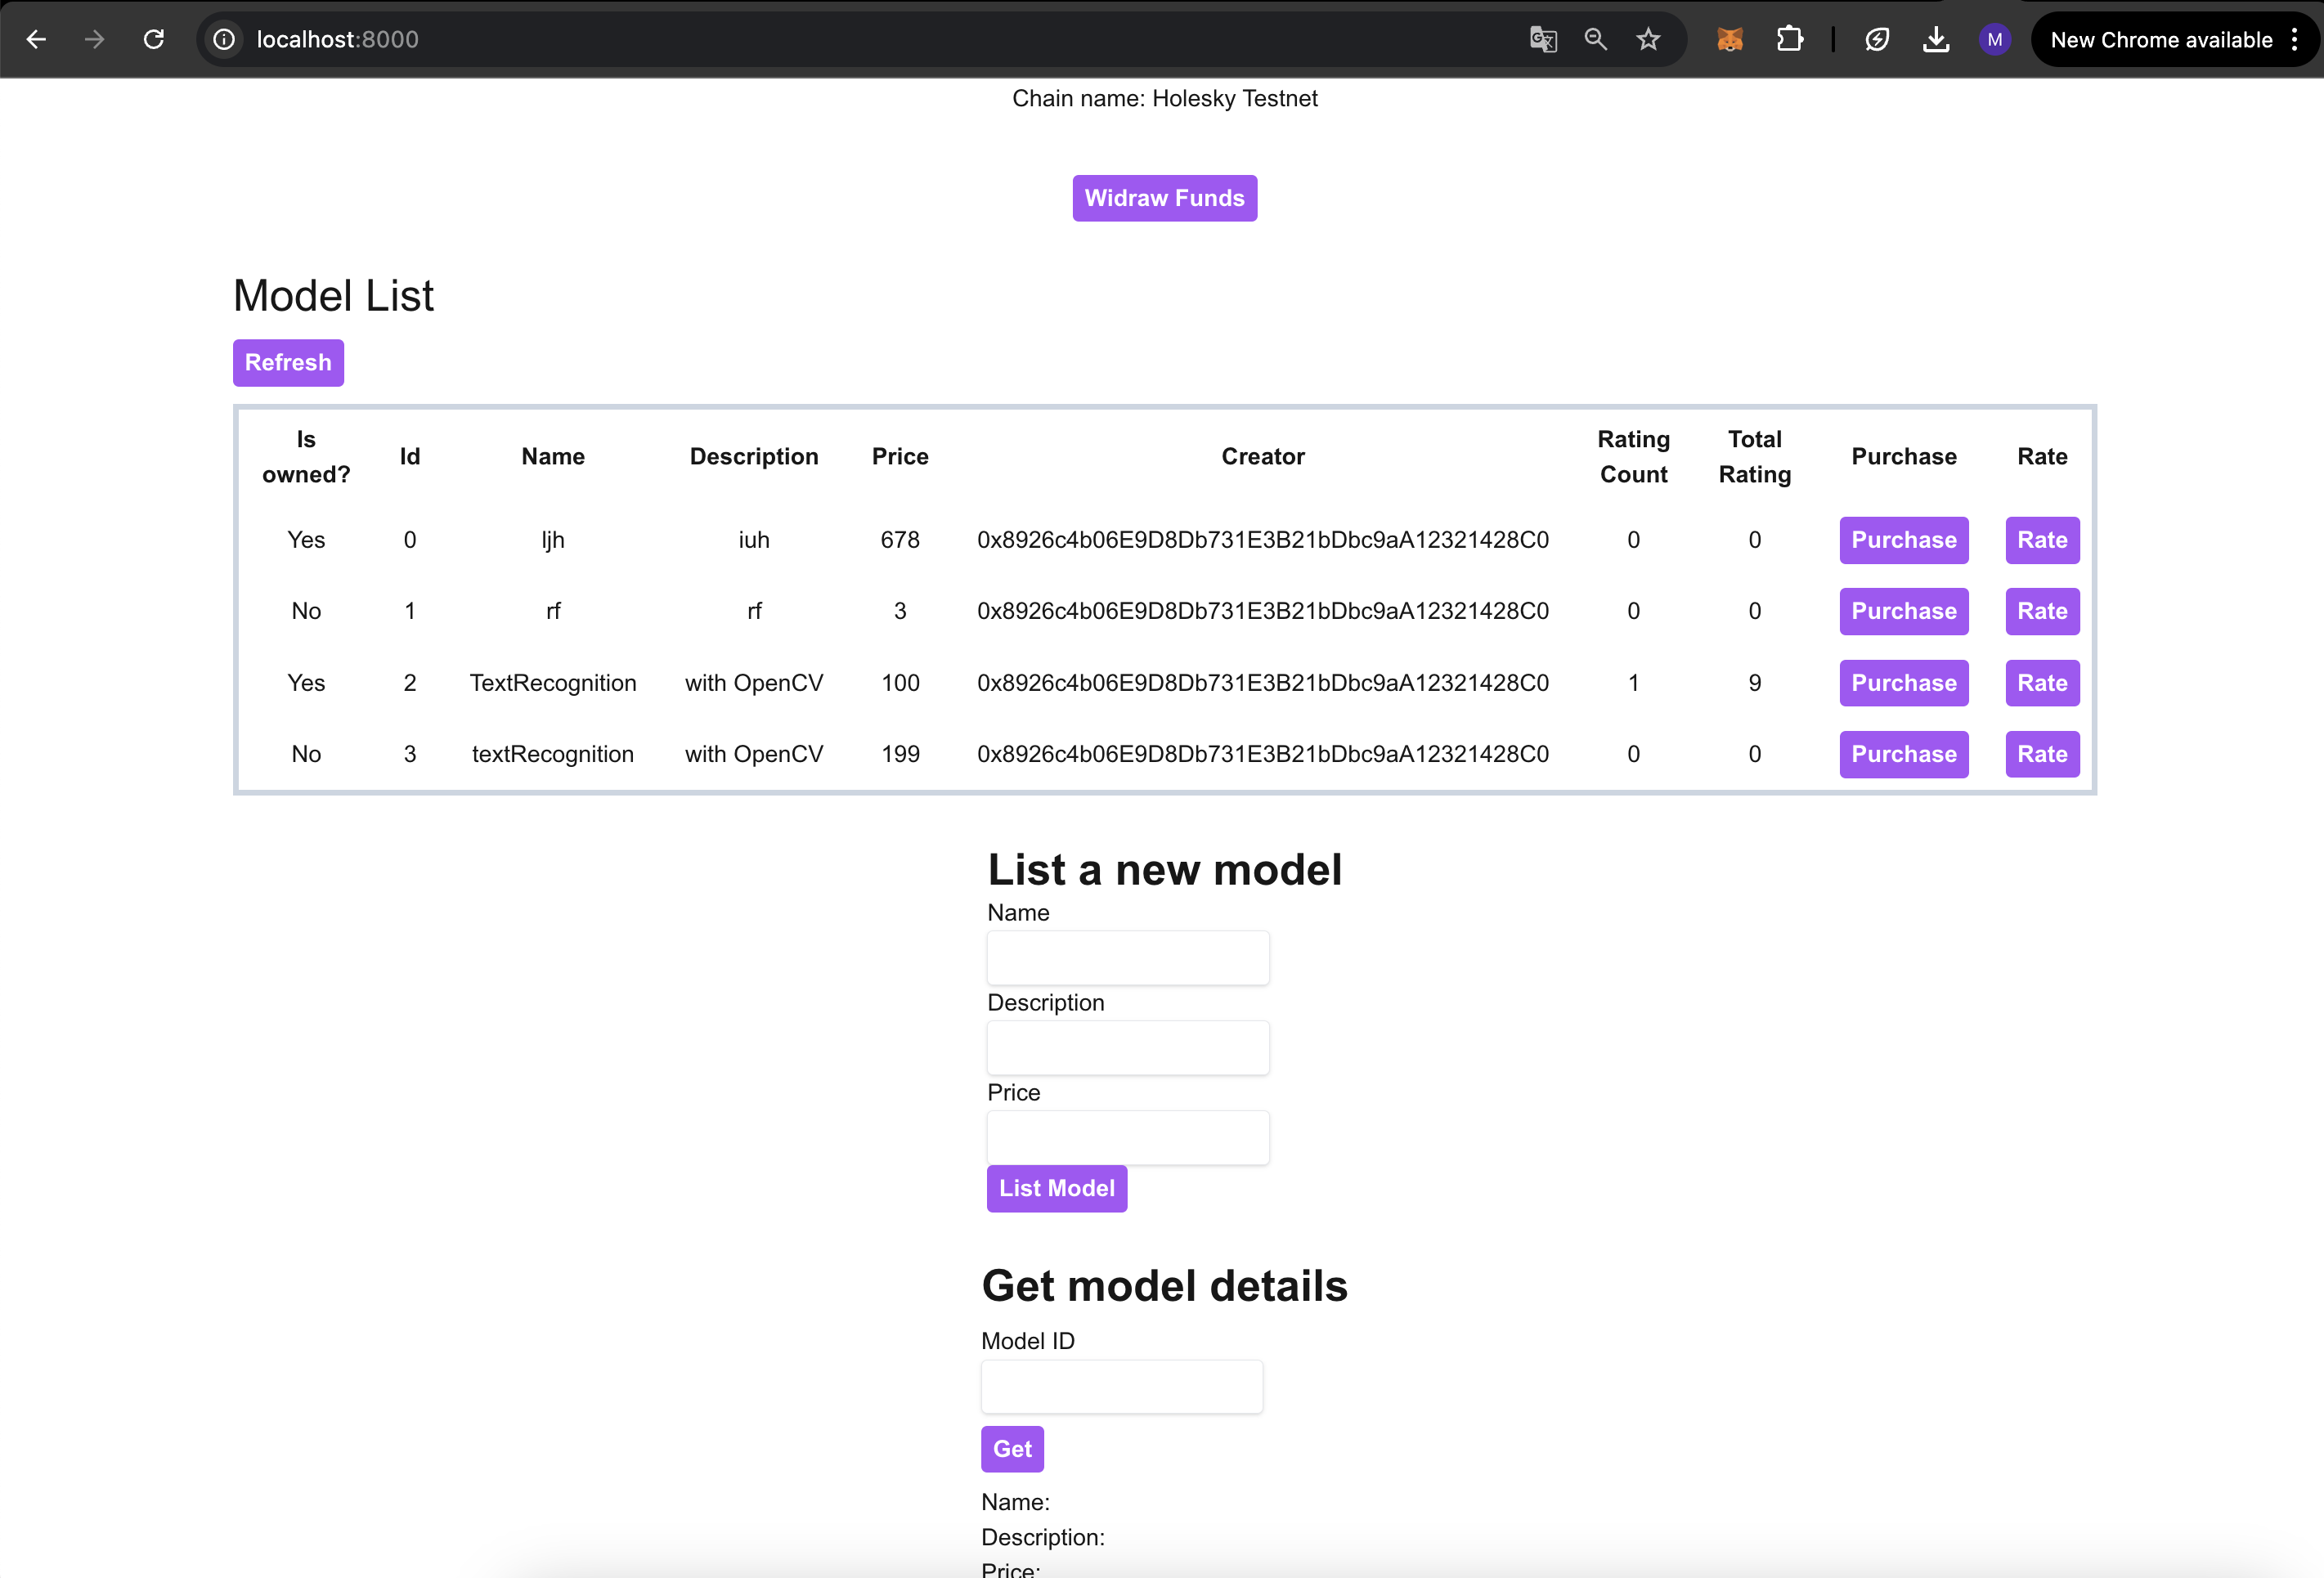 localhost:8000
M
New Chrome available
Chain name: Holesky Testnet
Widraw Funds
Model List
Refresh
Is owned? Id Name Description Price Creator Rating Count Total Rating Purchase Rate
Yes 0 ljh iuh 678 0x8926c4b06E9D8Db731E3B21bDbc9aA12321428C0 0 0 Purchase Rate
No 1 rf rf 3 0x8926c4b06E9D8Db731E3B21bDbc9aA12321428C0 0 0 Purchase Rate
Yes 2 TextRecognition with OpenCV 100 0x8926c4b06E9D8Db731E3B21bDbc9aA12321428C0 1 9 Purchase Rate
No 3 textRecognition with OpenCV 199 0x8926c4b06E9D8Db731E3B21bDbc9aA12321428C0 0 0 Purchase Rate
List a new model
Name
Description
Price
List Model
Get model details
Model ID
Get
Name:
Description:
Price: